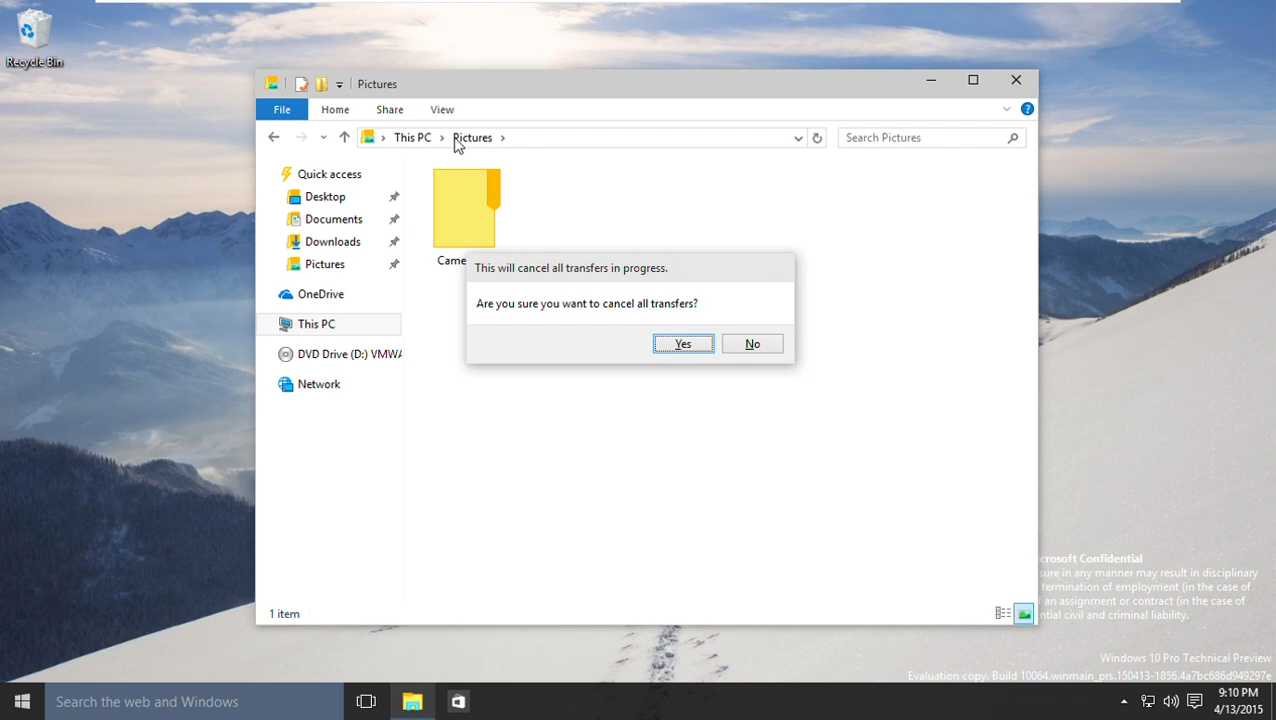 Recycle Bin
Pictures
File
Home
Share
View
This PC
Pictures
Search Pictures
Quick access
Desktop
Documents
Downloads
Pictures
OneDrive
This PC
DVD Drive (D:) VMWA
Network
Came
This will cancel all transfers in progress.
Are you sure you want to cancel all transfers?
Yes
No
1 item
crosoft Confidential
sure in any manner may result in disciplinary
termination of employment (in the case of
f an assignment or contract (in the case of
ntial civil and criminal liability.
Windows 10 Pro Technical Preview
Evaluation copy. Build 10064.winmain_prs.150413-1856.4a7bc686d949297e
Search the web and Windows
9:10 PM
4/13/2015